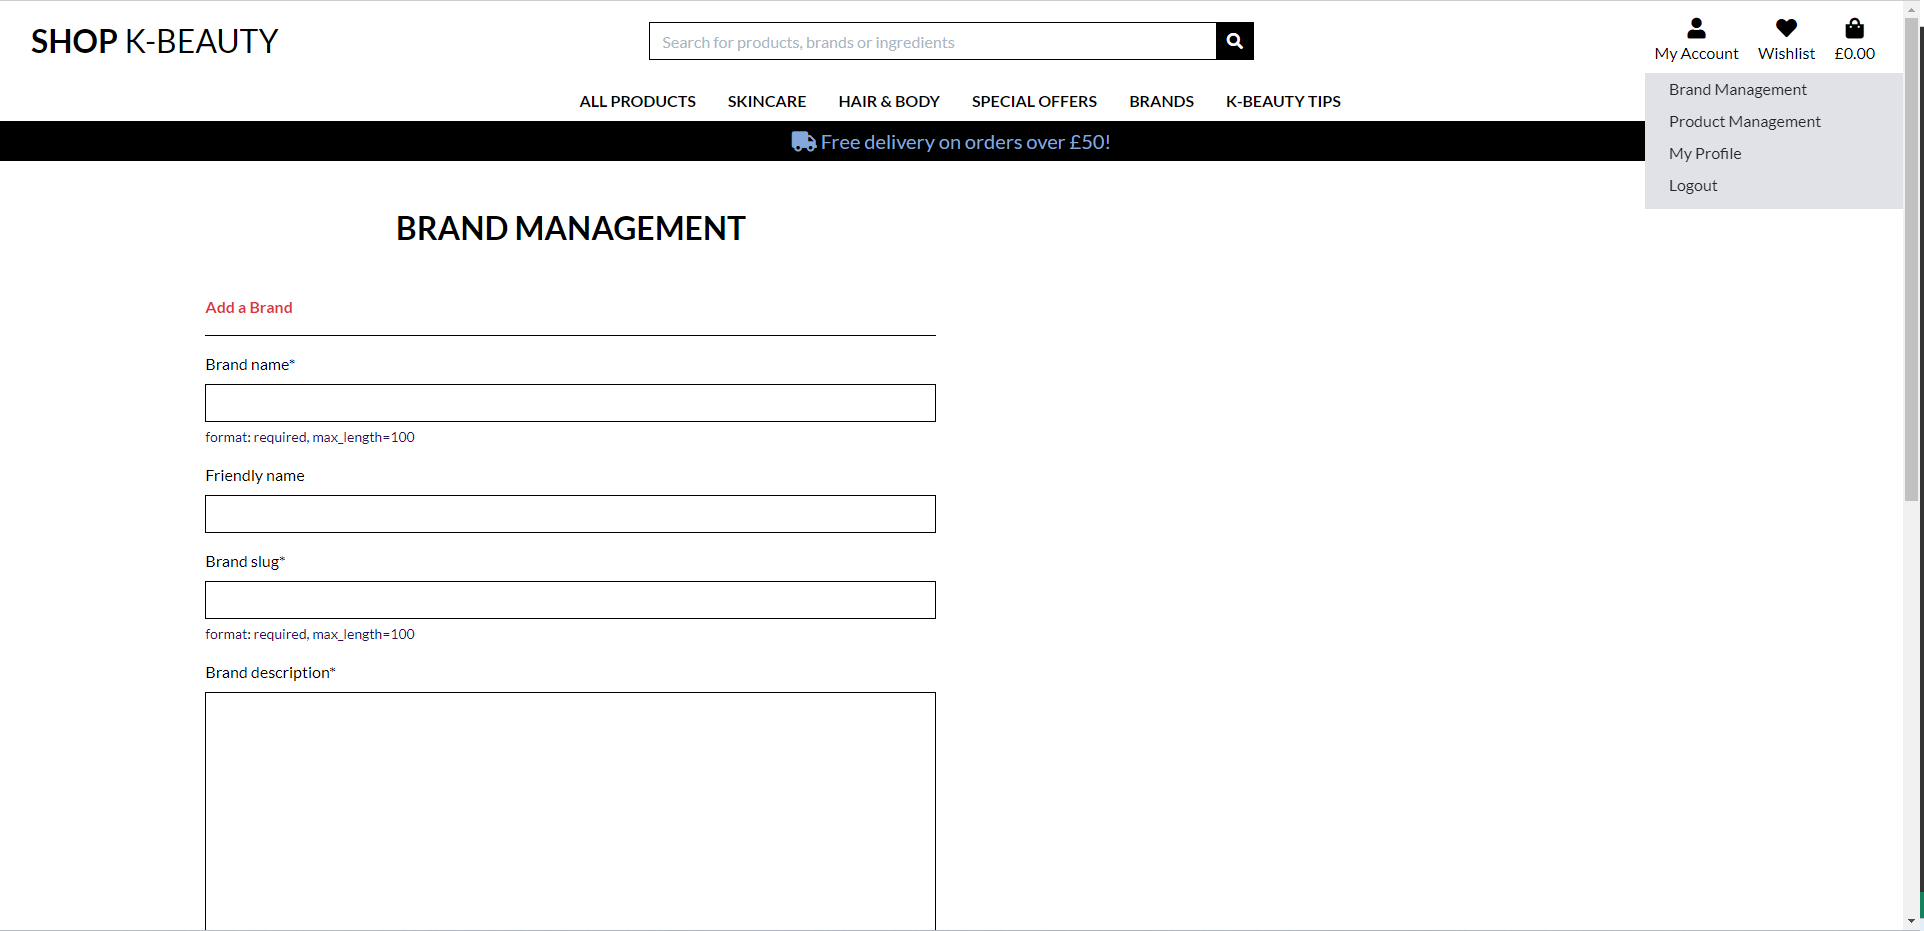 SHOP K-BEAUTY
Search for products, brands or ingredients
My Account Wishlist £0.00
Brand Management
Product Management
My Profile
Logout
ALL PRODUCTS SKINCARE HAIR & BODY SPECIAL OFFERS BRANDS K-BEAUTY TIPS
Free delivery on orders over £50!
BRAND MANAGEMENT
Add a Brand
Brand name*
format: required, max_length=100
Friendly name
Brand slug*
format: required, max_length=100
Brand description*